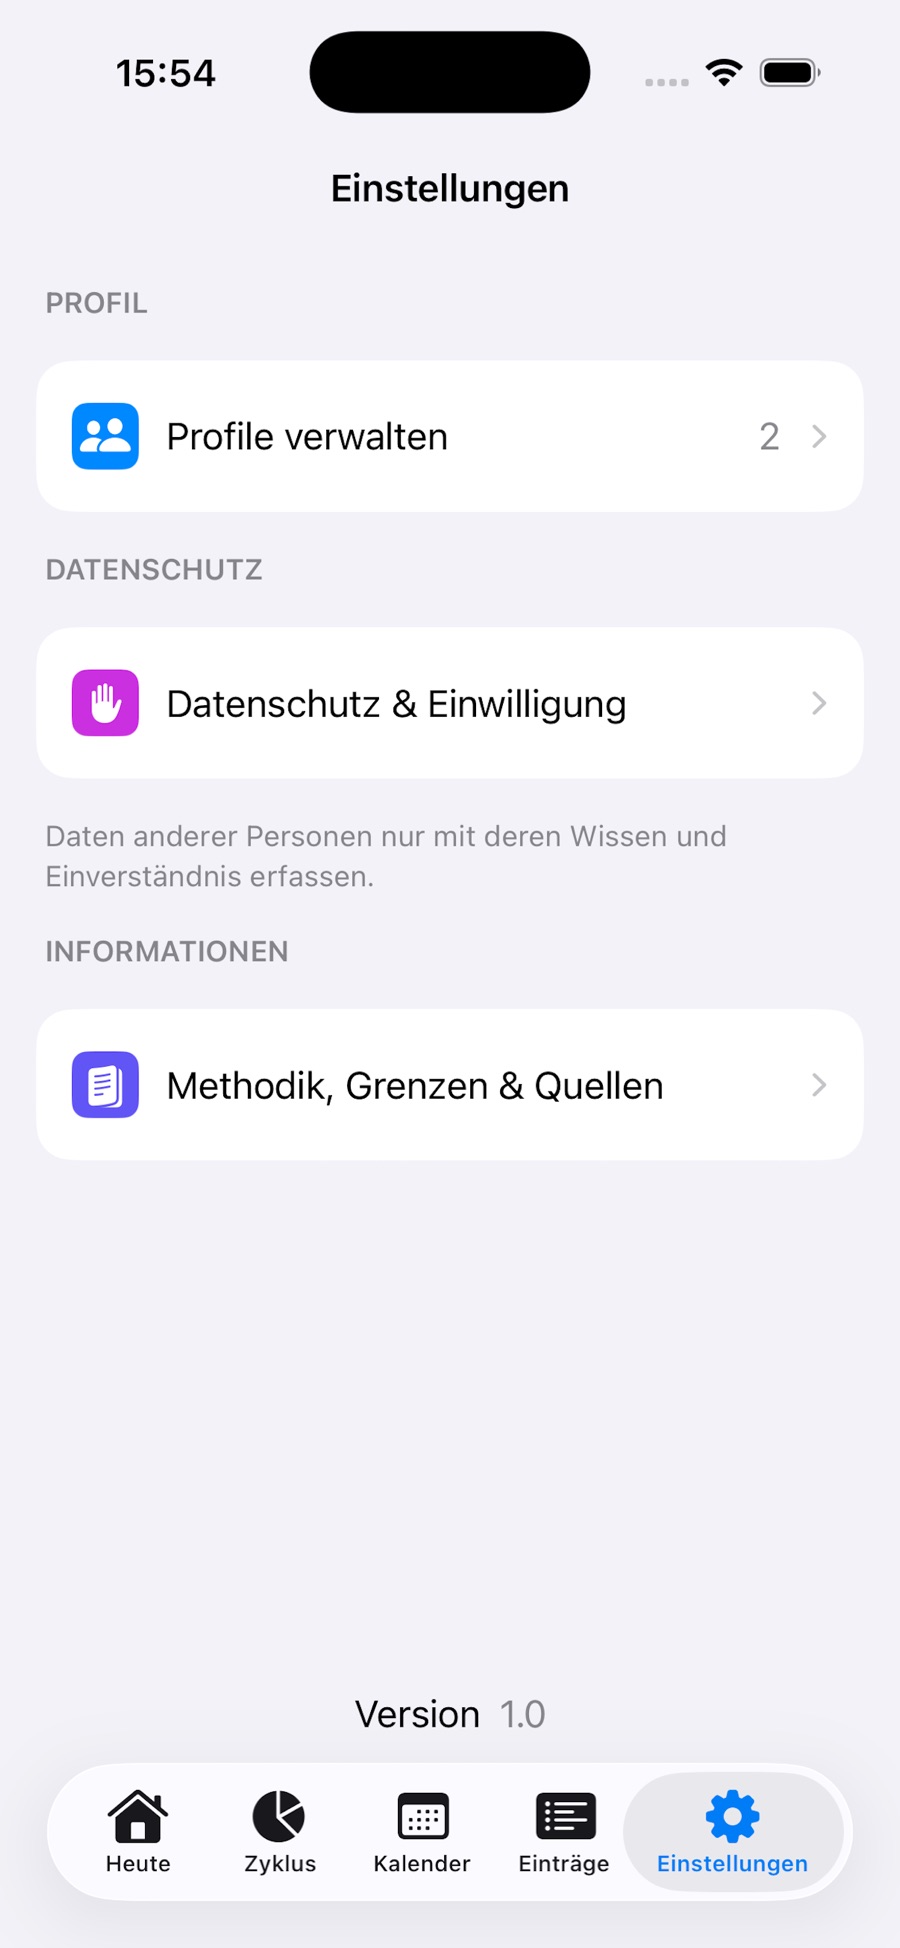 15:54
Einstellungen
PROFIL
Profile verwalten 2
DATENSCHUTZ
Datenschutz & Einwilligung
Daten anderer Personen nur mit deren Wissen und
Einverständnis erfassen.
INFORMATIONEN
Methodik, Grenzen & Quellen
Version 1.0
Heute Zyklus Kalender Einträge Einstellungen